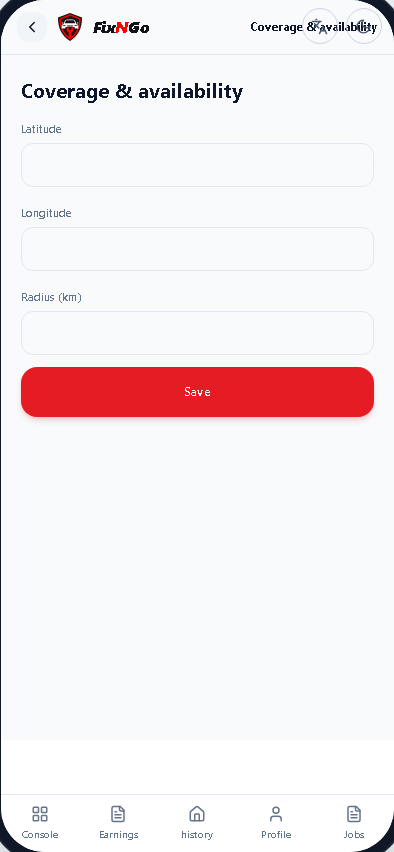 FixNGo
Coverage & availability
Coverage & availability
Latitude
Longitude
Radius (km)
Save
Console
Earnings
history
Profile
Jobs